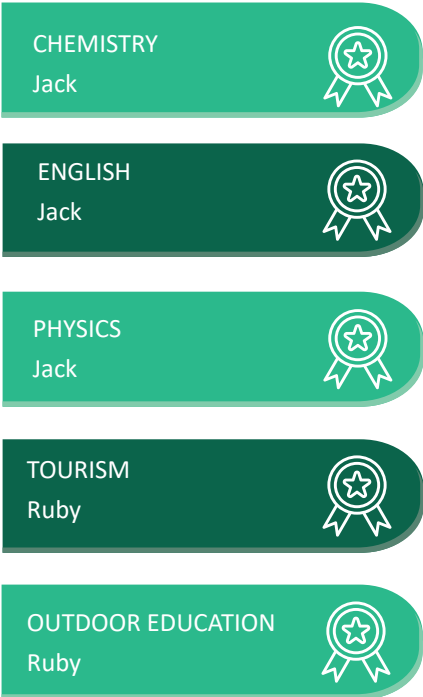 CHEMISTRY
Jack
ENGLISH
Jack
PHYSICS
Jack
TOURISM
Ruby
OUTDOOR EDUCATION
Ruby